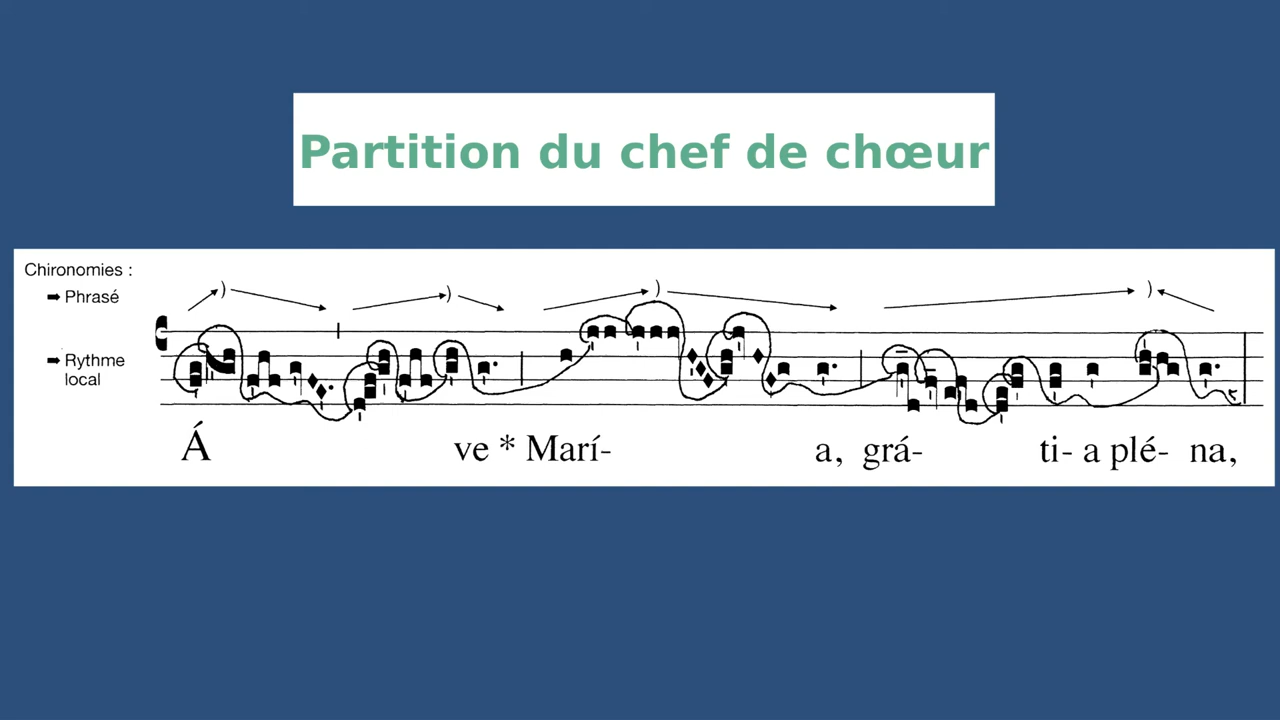 Partition du chef de chœur
Chironomies :
➡ Phrasé
➡ Rythme
local
Á ve * Marí- a, grá- ti- a plé- na,